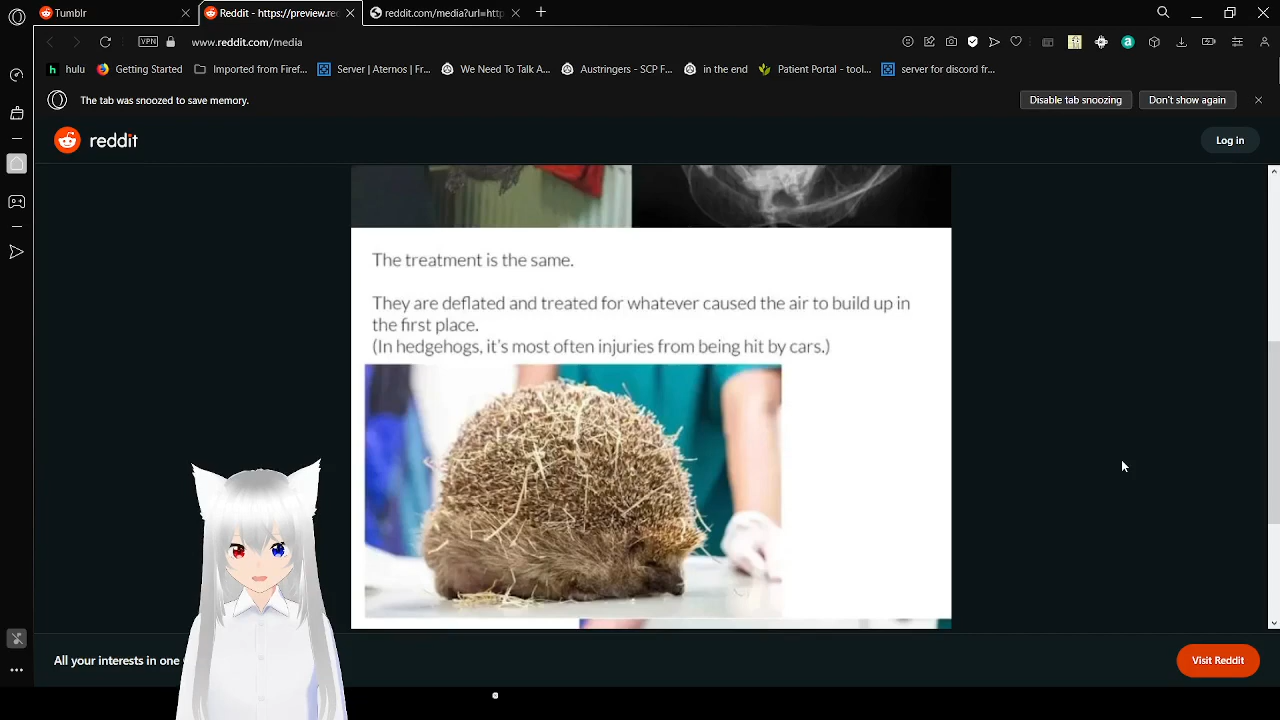 Tumblr
Reddit - https://preview.red
reddit.com/media?url=http
VPN
www.reddit.com/media
hulu
Getting Started
Imported from Firef...
Server | Aternos | Fr...
We Need To Talk A...
Austringers - SCP F...
in the end
Patient Portal - tool...
server for discord fr...
The tab was snoozed to save memory.
Disable tab snoozing
Don't show again
reddit
Log in
The treatment is the same.
They are deflated and treated for whatever caused the air to build up in
the first place.
(In hedgehogs, it's most often injuries from being hit by cars.)
All your interests in one
Visit Reddit